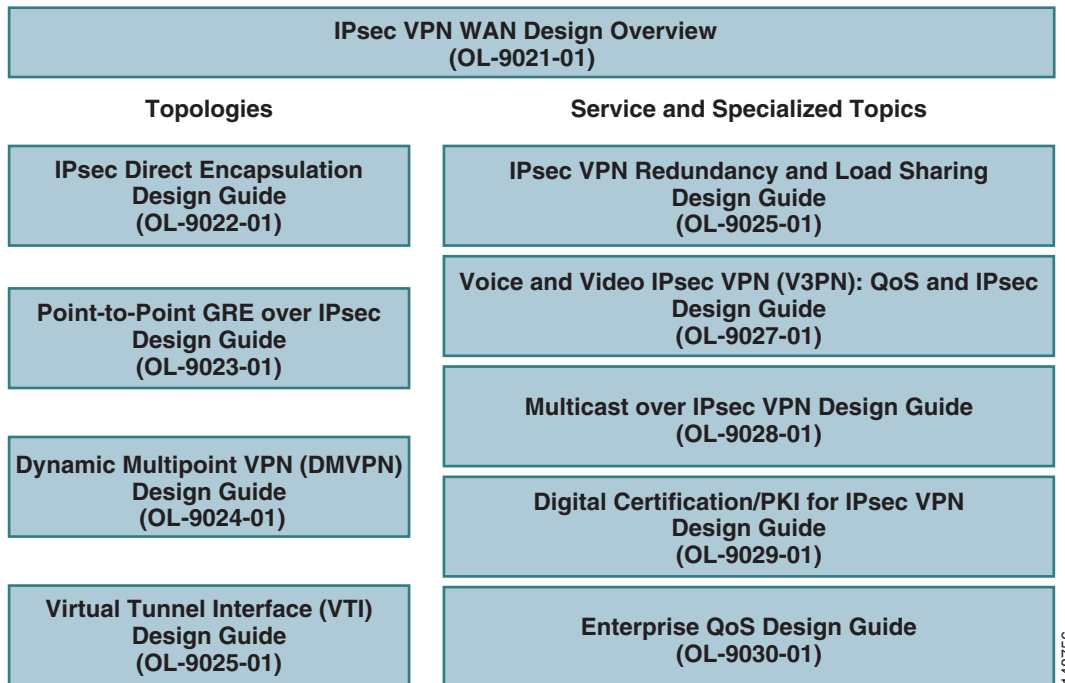 IPsec VPN WAN Design Overview
(OL-9021-01)
Topologies
Service and Specialized Topics
IPsec Direct Encapsulation
Design Guide
(OL-9022-01)
Point-to-Point GRE over IPsec
Design Guide
(OL-9023-01)
Dynamic Multipoint VPN (DMVPN)
Design Guide
(OL-9024-01)
Virtual Tunnel Interface (VTI)
Design Guide
(OL-9025-01)
IPsec VPN Redundancy and Load Sharing
Design Guide
(OL-9025-01)
Voice and Video IPsec VPN (V3PN): QoS and IPsec
Design Guide
(OL-9027-01)
Multicast over IPsec VPN Design Guide
(OL-9028-01)
Digital Certification/PKI for IPsec VPN
Design Guide
(OL-9029-01)
Enterprise QoS Design Guide
(OL-9030-01)